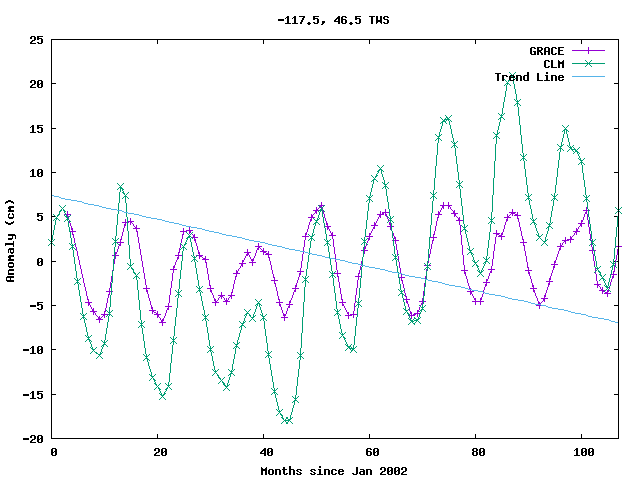 -117.5, 46.5 TWS
25
20
15
10
5
0
-5
-10
-15
-20
Anomaly (cm)
GRACE
CLM
Trend Line
0 20 40 60 80 100
Months since Jan 2002